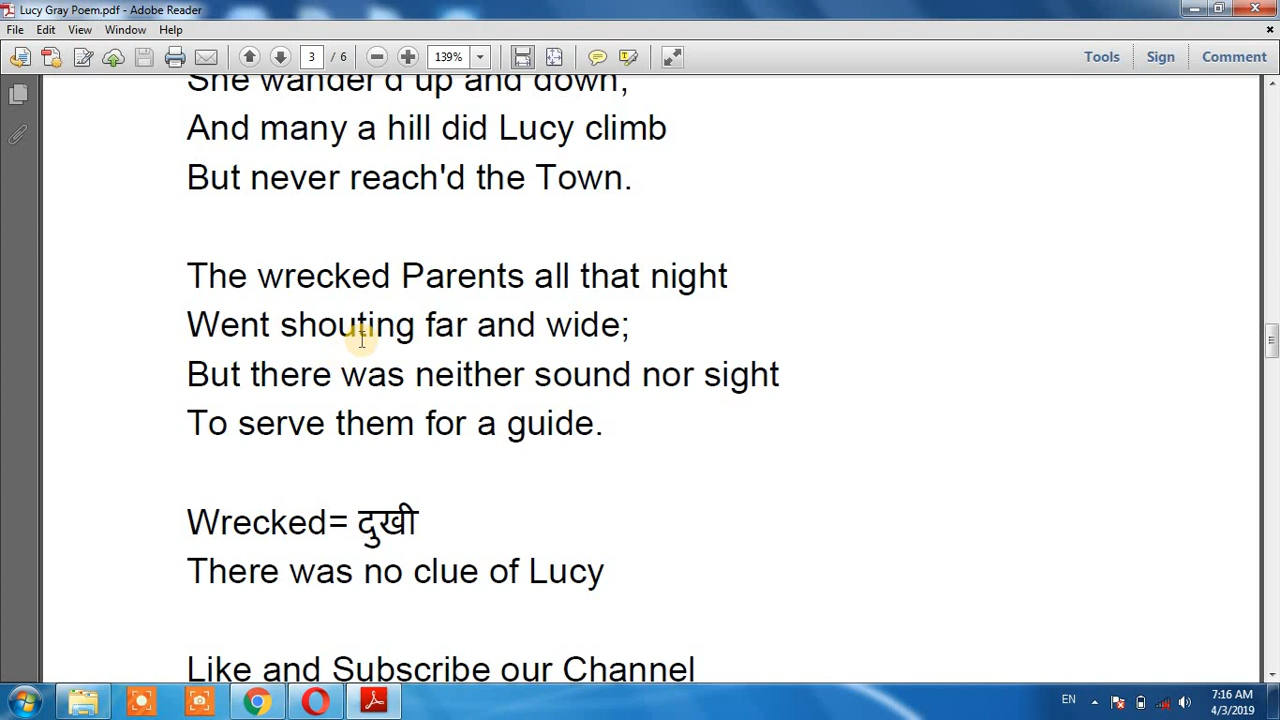 Lucy Gray Poem.pdf - Adobe Reader
File Edit View Window Help
3 / 6 139% Tools Sign Comment
She wander'd up and down,
And many a hill did Lucy climb
But never reach'd the Town.
The wrecked Parents all that night
Went shouting far and wide;
But there was neither sound nor sight
To serve them for a guide.
Wrecked= दुखी
There was no clue of Lucy
Like and Subscribe our Channel
EN 7:16 AM
4/3/2019